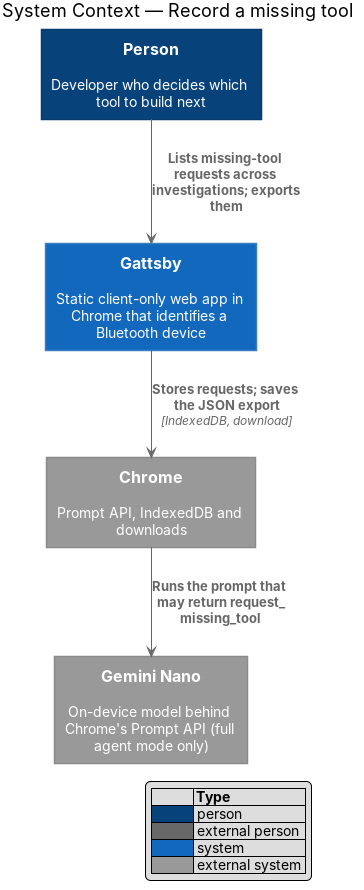 System Context — Record a missing tool
Person
Developer who decides which
tool to build next
Lists missing-tool
requests across
investigations; exports
them
Gattsby
Static client-only web app in
Chrome that identifies a
Bluetooth device
Stores requests; saves
the JSON export
[IndexedDB, download]
Chrome
Prompt API, IndexedDB and
downloads
Runs the prompt that
may return request_
missing_tool
Gemini Nano
On-device model behind
Chrome's Prompt API (full
agent mode only)
Type
person
external person
system
external system